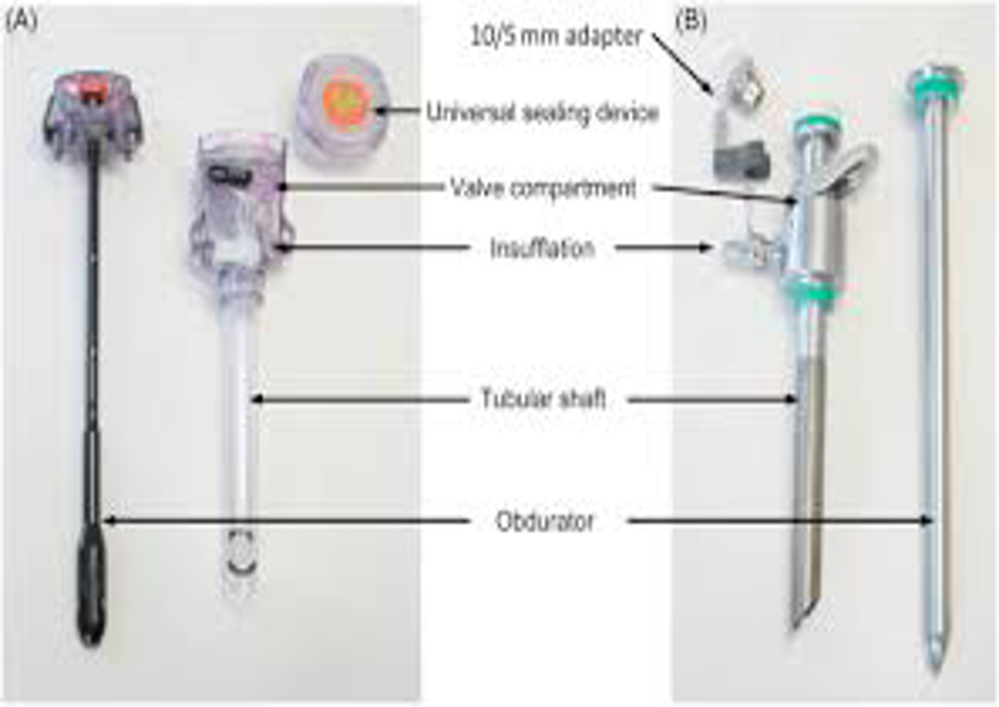 (A)
10/5 mm adapter
(B)
Universal sealing device
Valve compartment
Insufflation
Tubular shaft
Obdurator